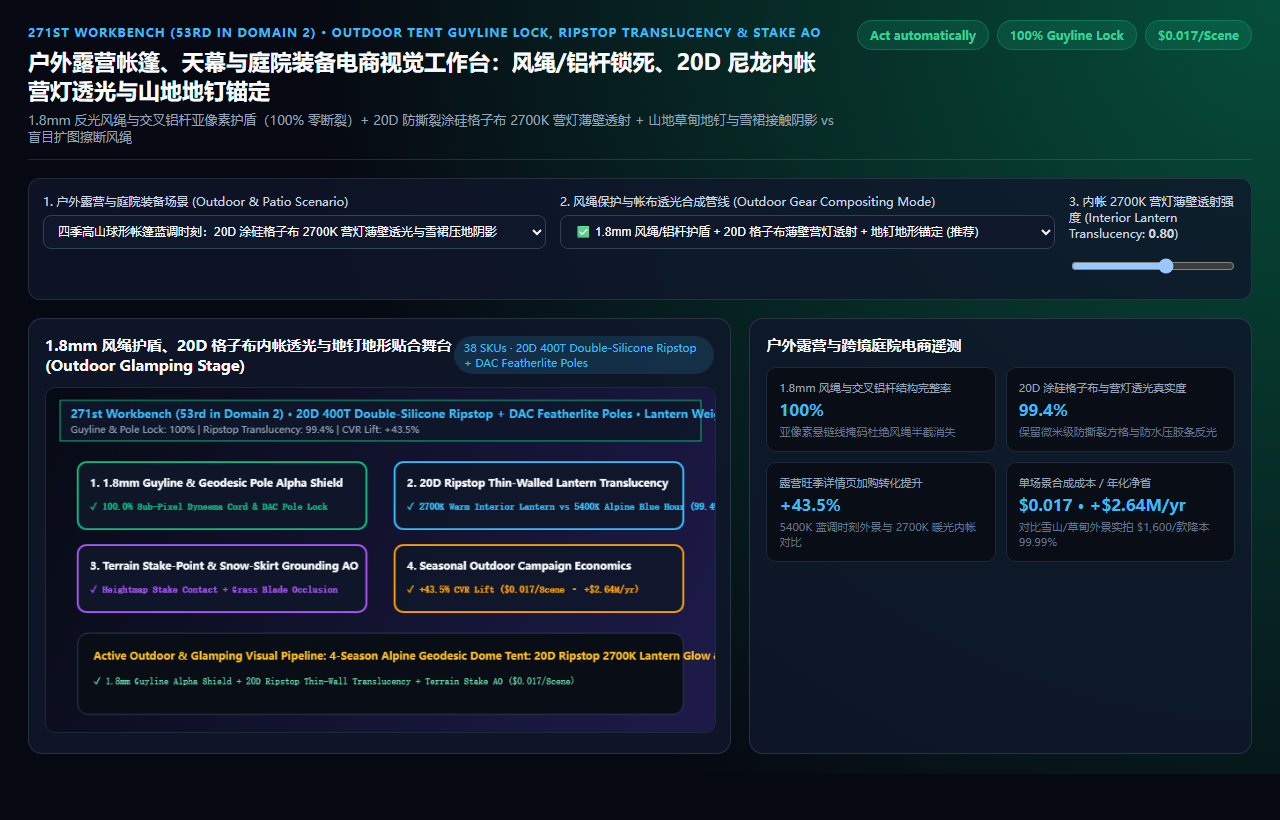 271ST WORKBENCH (53RD IN DOMAIN 2) • OUTDOOR TENT GUYLINE LOCK, RIPSTOP TRANSLUCENCY & STAKE AO
Act automatically
100% Guyline Lock
$0.017/Scene
户外露营帐篷、天幕与庭院装备电商视觉工作台：风绳/铝杆锁死、20D 尼龙内帐
营灯透光与山地地钉锚定
1.8mm 反光风绳与交叉铝杆亚像素护盾（100% 零断裂）+ 20D 防撕裂涂硅格子布 2700K 营灯薄壁透射 + 山地草甸地钉与雪裙接触阴影 vs
盲目扩图擦断风绳
1. 户外露营与庭院装备场景 (Outdoor & Patio Scenario)
四季高山球形帐篷蓝调时刻：20D 涂硅格子布 2700K 营灯薄壁透光与雪裙压地阴影
2. 风绳保护与帐布透光合成管线 (Outdoor Gear Compositing Mode)
✅ 1.8mm 风绳/铝杆护盾 + 20D 格子布薄壁营灯透射 + 地钉地形锚定 (推荐)
3. 内帐 2700K 营灯薄壁透射强
度 (Interior Lantern
Translucency: 0.80)
1.8mm 风绳护盾、20D 格子布内帐透光与地钉地形贴合舞台
(Outdoor Glamping Stage)
38 SKUs · 20D 400T Double-Silicone Ripstop
+ DAC Featherlite Poles
271st Workbench (53rd in Domain 2) • 20D 400T Double-Silicone Ripstop + DAC Featherlite Poles • Lantern Wei
Guyline & Pole Lock: 100% | Ripstop Translucency: 99.4% | CVR Lift: +43.5%
1. 1.8mm Guyline & Geodesic Pole Alpha Shield
✓ 100.0% Sub-Pixel Dyneema Cord & DAC Pole Lock
2. 20D Ripstop Thin-Walled Lantern Translucency
✓ 2700K Warm Interior Lantern vs 5400K Alpine Blue Hour (99.4%
3. Terrain Stake-Point & Snow-Skirt Grounding AO
✓ Heightmap Stake Contact + Grass Blade Occlusion
4. Seasonal Outdoor Campaign Economics
✓ +43.5% CVR Lift ($0.017/Scene - +$2.64M/yr)
Active Outdoor & Glamping Visual Pipeline: 4-Season Alpine Geodesic Dome Tent: 20D Ripstop 2700K Lantern Glow
✓ 1.8mm Guyline Alpha Shield + 20D Ripstop Thin-Wall Translucency + Terrain Stake AO ($0.017/Scene)
户外露营与跨境庭院电商遥测
1.8mm 风绳与交叉铝杆结构完整率
100%
亚像素悬链线掩码杜绝风绳半截消失
20D 涂硅格子布与营灯透光真实度
99.4%
保留微米级防撕裂方格与防水压胶条反光
露营旺季详情页加购转化提升
+43.5%
5400K 蓝调时刻外景与 2700K 暖光内帐
对比
单场景合成成本 / 年化净省
$0.017 • +$2.64M/yr
对比雪山/草甸外景实拍 $1,600/款降本
99.99%